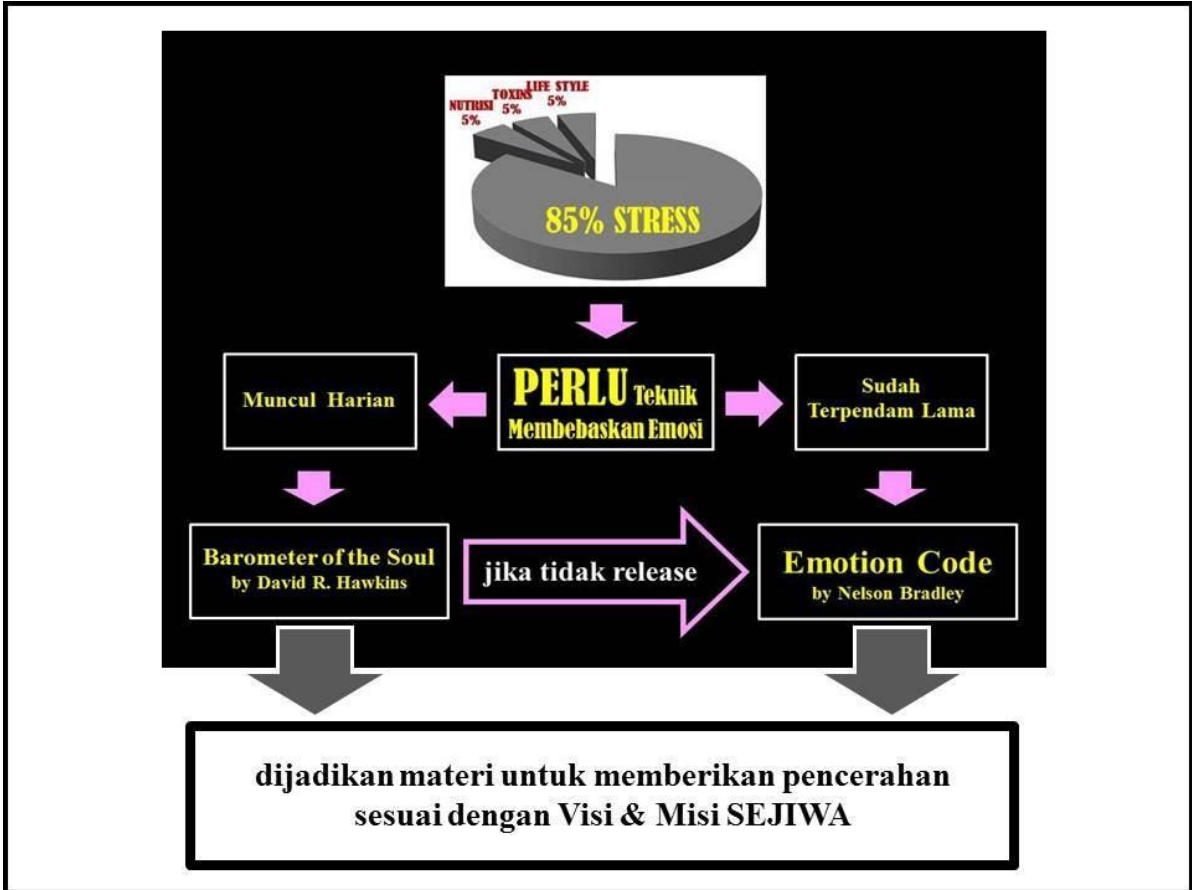 LIFE STYLE
5%
TOXINS
5%
NUTRISI
5%
85% STRESS
Muncul Harian
PERLU Teknik
Membebaskan Emosi
Sudah
Terpendam Lama
Barometer of the Soul
by David R. Hawkins
jika tidak release
Emotion Code
by Nelson Bradley
dijadikan materi untuk memberikan pencerahan
sesuai dengan Visi & Misi SEJIWA